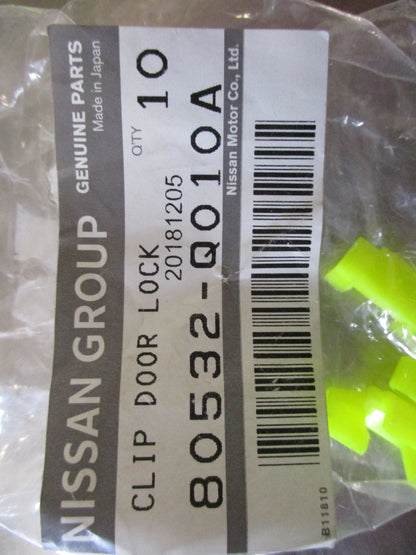 NISSAN GROUP GENUINE PARTS
Made in Japan
CLIP DOOR LOCK QTY 10
20181205
80532-Q010A
Nissan Motor Co., Ltd.
B11810